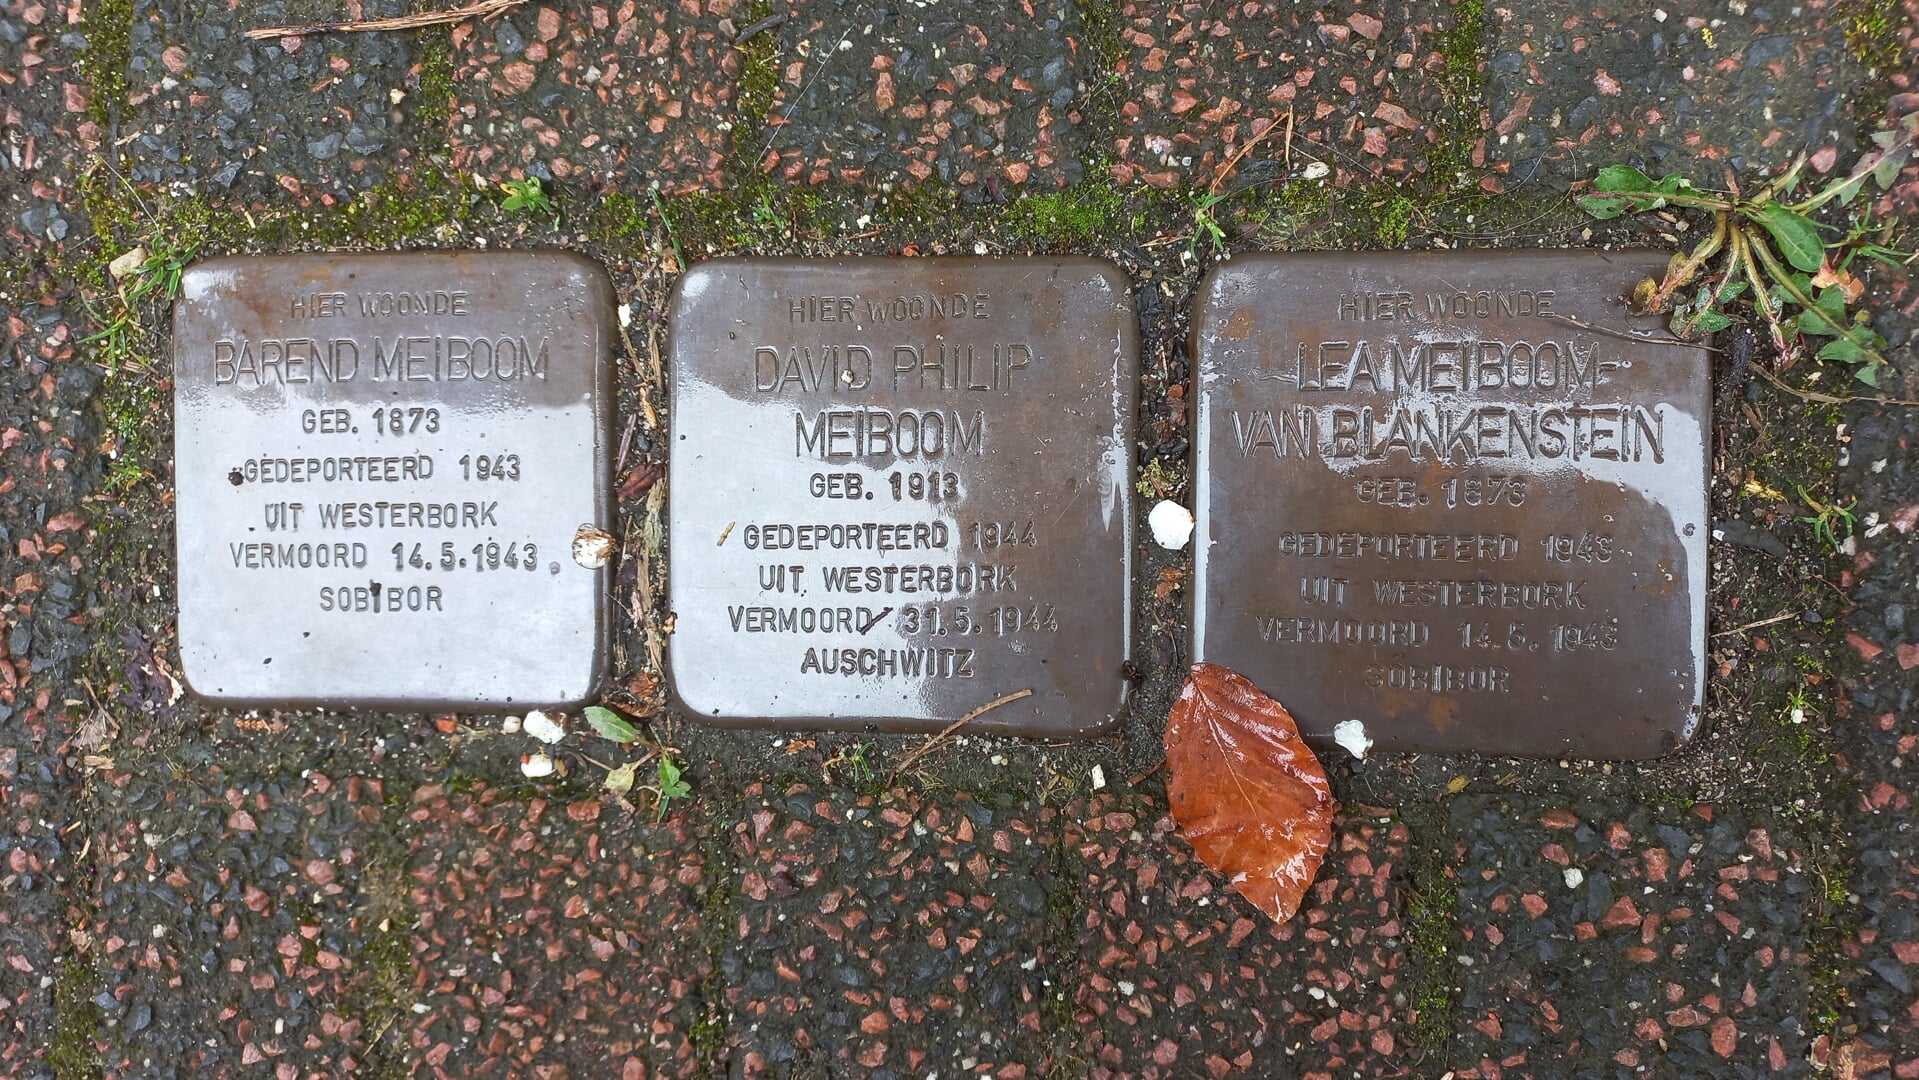 HIER WOONDE
BAREND MEIBOOM
GEB. 1873
GEDEPORTEERD 1943
UIT WESTERBORK
VERMOORD 14.5.1943
SOBIBOR
HIER WOONDE
DAVID PHILIP
MEIBOOM
GEB. 1913
GEDEPORTEERD 1944
UIT WESTERBORK
VERMOORD 31.5.1944
AUSCHWITZ
HIER WOONDE
LEA MEIBOOM-
VAN BLANKENSTEIN
GEB. 1873
GEDEPORTEERD 1943
UIT WESTERBORK
VERMOORD 14.5.1943
SOBIBOR